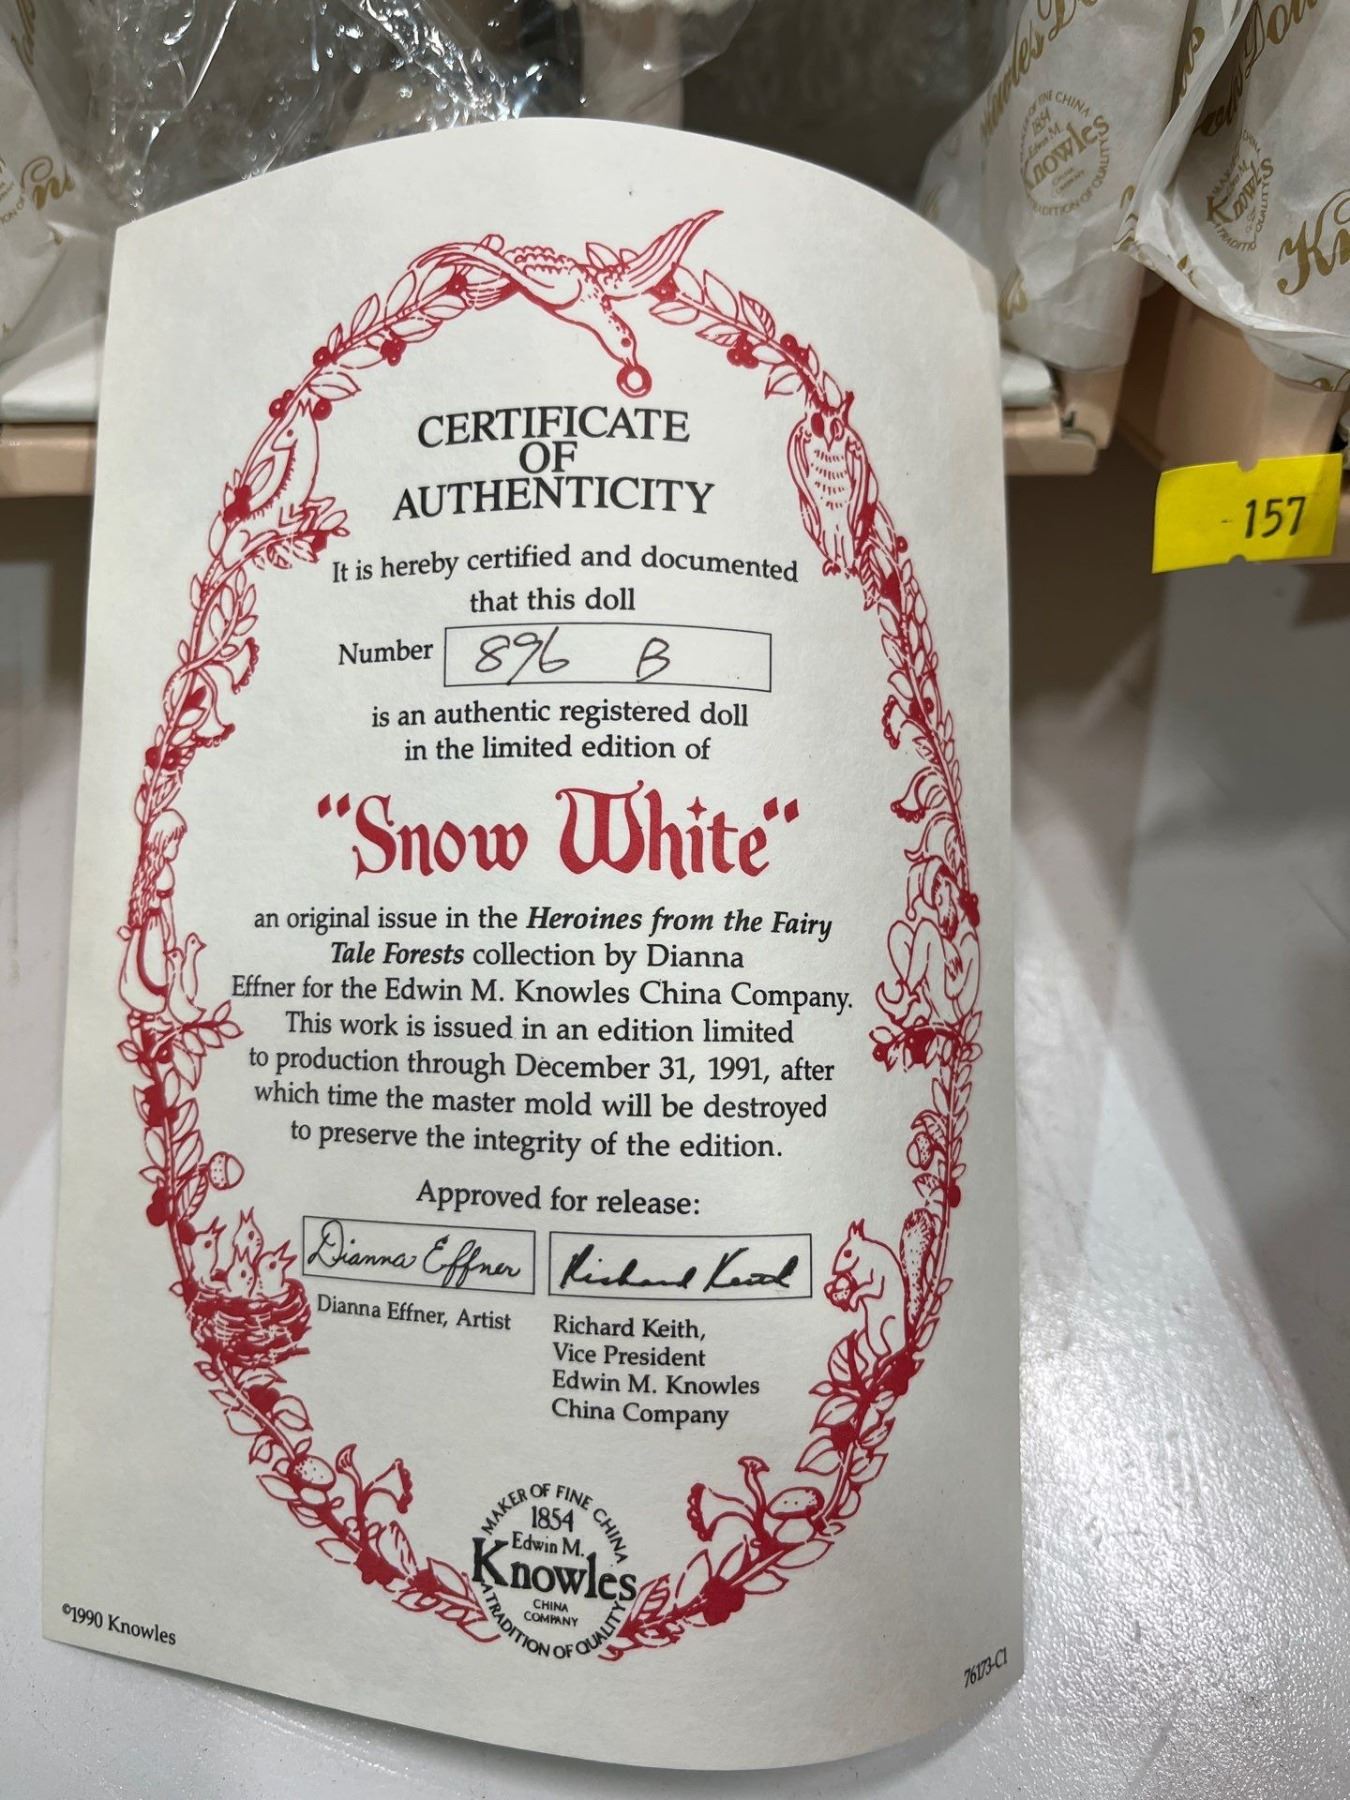 CERTIFICATE
OF
AUTHENTICITY
It is hereby certified and documented
that this doll
Number 896 B
is an authentic registered doll
in the limited edition of
"Snow White"
an original issue in the Heroines from the Fairy
Tale Forests collection by Dianna
Effner for the Edwin M. Knowles China Company.
This work is issued in an edition limited
to production through December 31, 1991, after
which time the master mold will be destroyed
to preserve the integrity of the edition.
Approved for release:
Dianna Effner Richard Keith
Dianna Effner, Artist
Richard Keith,
Vice President
Edwin M. Knowles
China Company
MAKER OF FINE CHINA
1854
Edwin M.
Knowles
CHINA
COMPANY
A TRADITION OF QUALITY
©1990 Knowles
76173-C1
157
Knowles
Knowles